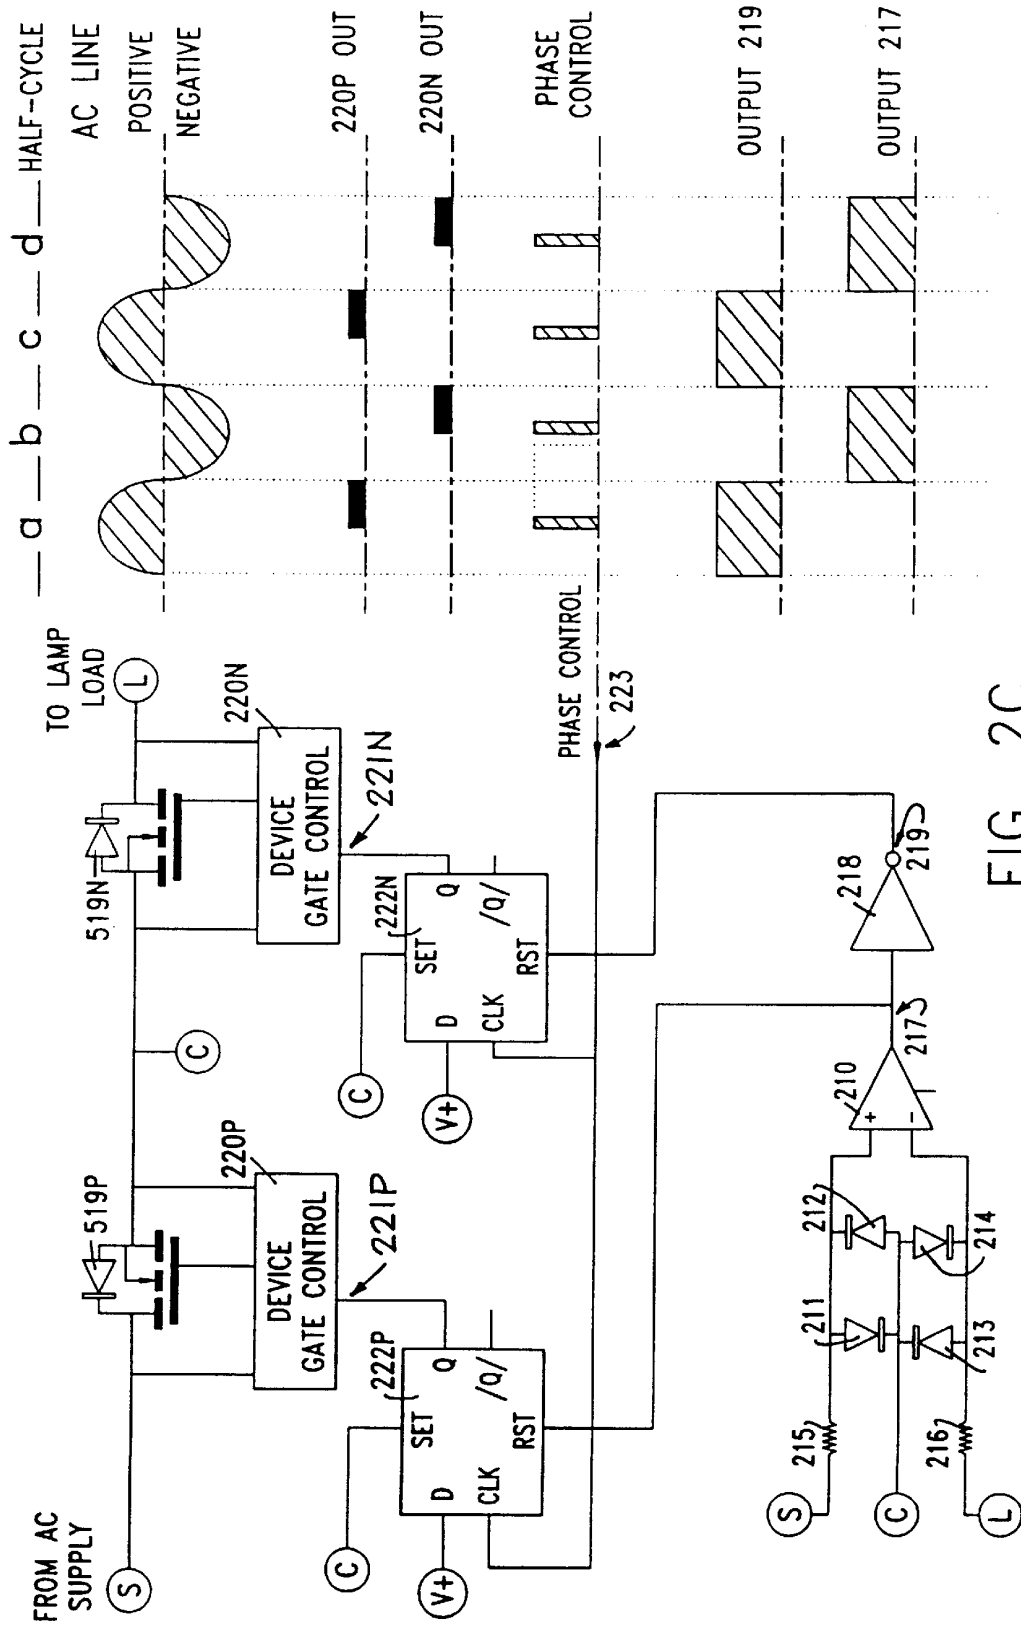 FROM AC
SUPPLY
S
519P
C
519N
TO LAMP
LOAD
L
220P
DEVICE
GATE CONTROL
221P
220N
DEVICE
GATE CONTROL
221N
C
222P
SET
D
Q
V+
CLK
/Q/
RST
C
222N
SET
D
Q
V+
CLK
/Q/
RST
PHASE CONTROL
223
S
215
211
212
C
L
216
213
214
210
+
-
217
218
219
a b c d HALF-CYCLE
AC LINE
POSITIVE
NEGATIVE
220P OUT
220N OUT
PHASE
CONTROL
OUTPUT 219
OUTPUT 217
FIG 2C